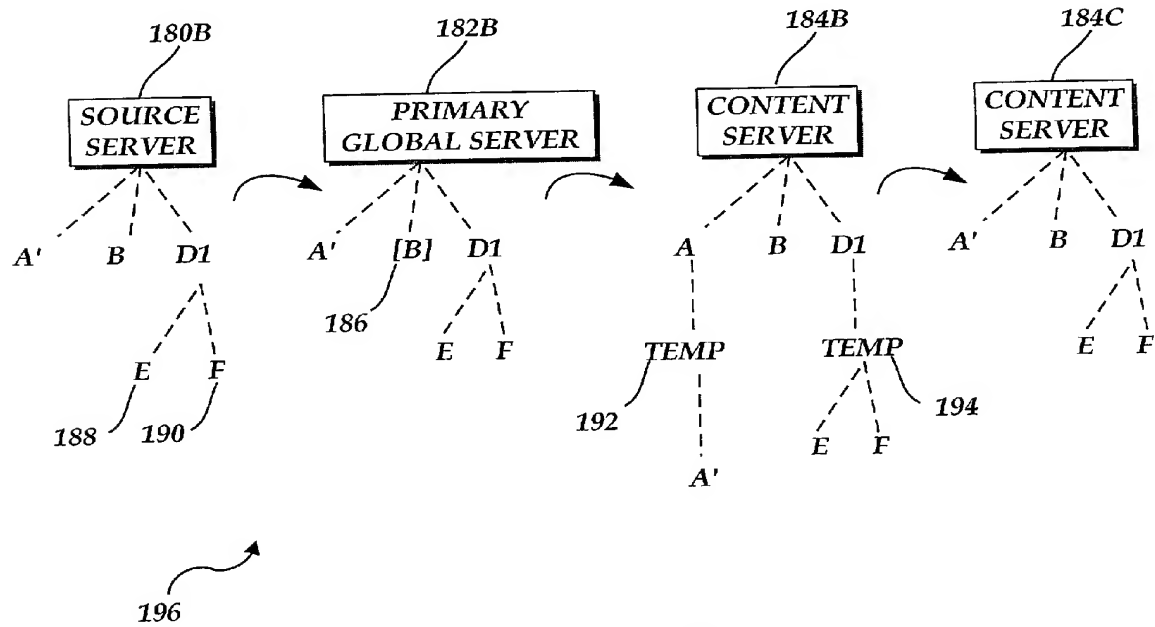 180B
182B
184B
184C
SOURCE
SERVER
PRIMARY
GLOBAL SERVER
CONTENT
SERVER
CONTENT
SERVER
A' B D1
A' [B] D1
A B D1
A' B D1
186
E F
E F
TEMP TEMP
E F
188 190
192
194
E F
A'
196